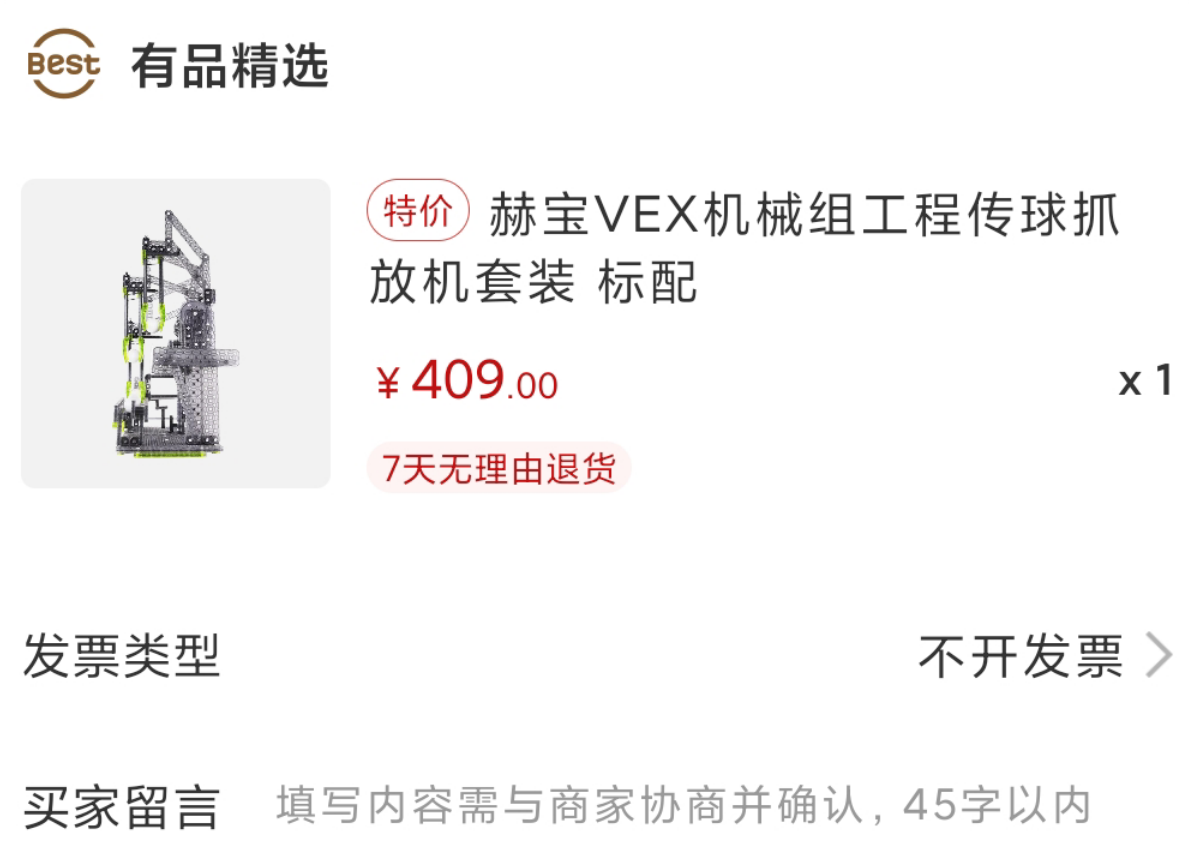 Best 有品精选
特价 赫宝VEX机械组工程传球抓
放机套装 标配
¥ 409.00 x 1
7天无理由退货
发票类型 不开发票
买家留言 填写内容需与商家协商并确认, 45字以内